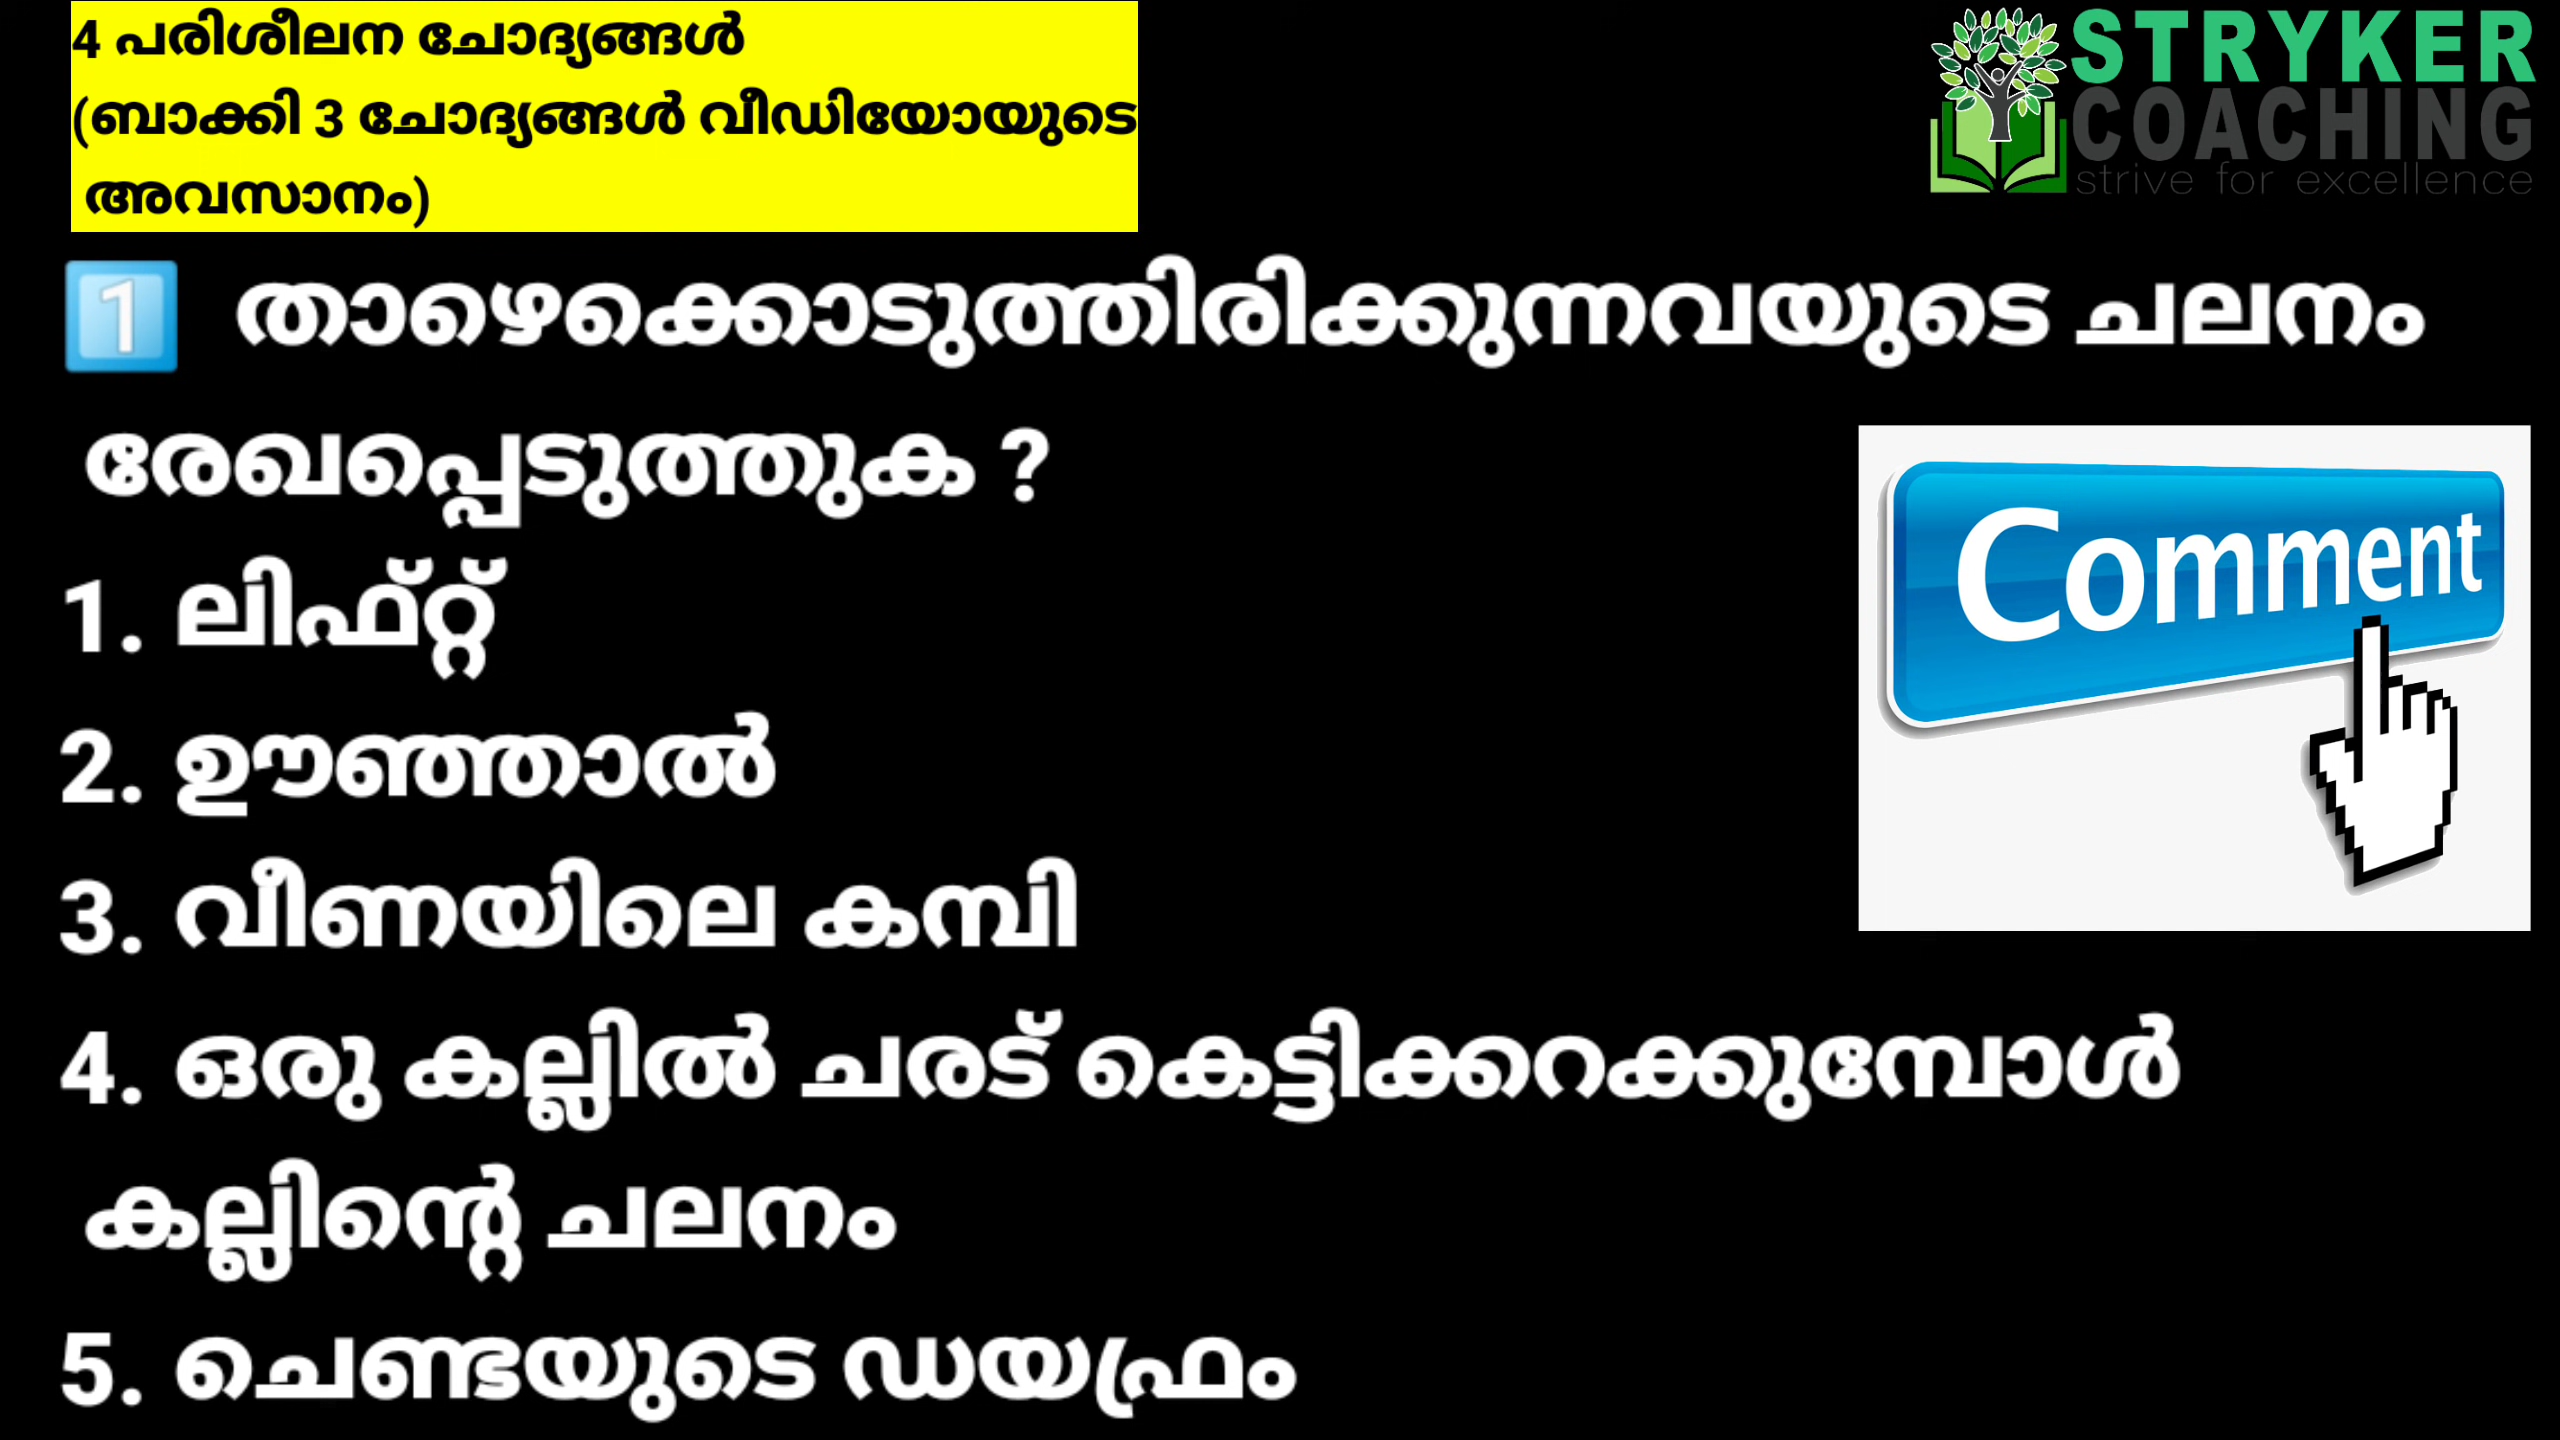 4 പരിശീലന ചോദ്യങ്ങൾ
(ബാക്കി 3 ചോദ്യങ്ങൾ വീഡിയോയുടെ
അവസാനം)
STRYKER
COACHING
strive for excellence
1 താഴെക്കൊടുത്തിരിക്കുന്നവയുടെ ചലനം
രേഖപ്പെടുത്തുക ?
Comment
1. ലിഫ്റ്റ്
2. ഊഞ്ഞാൽ
3. വീണയിലെ കമ്പി
4. ഒരു കല്ലിൽ ചരട് കെട്ടിക്കറക്കുമ്പോൾ
കല്ലിന്റെ ചലനം
5. ചെണ്ടയുടെ ഡയഫ്രം